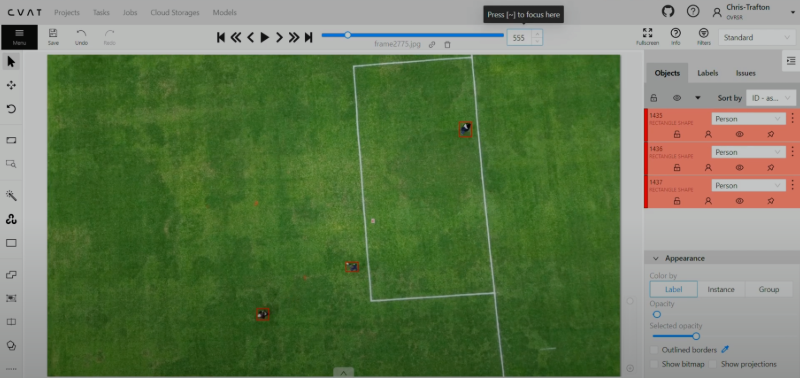 Press [~] to focus here
CVAT Projects Tasks Jobs Cloud Storages Models Chris-Trafton
Menu Save Undo Redo 555 Fullscreen Info Filters Standard
frame2775.jpg
Objects Labels Issues
Sort by ID - as...
1435 Person
RECTANGLE SHAPE
1436 Person
RECTANGLE SHAPE
1437 Person
RECTANGLE SHAPE
Appearance
Color by
Label Instance Group
Opacity
Selected opacity
Outlined borders
Show bitmap Show projections